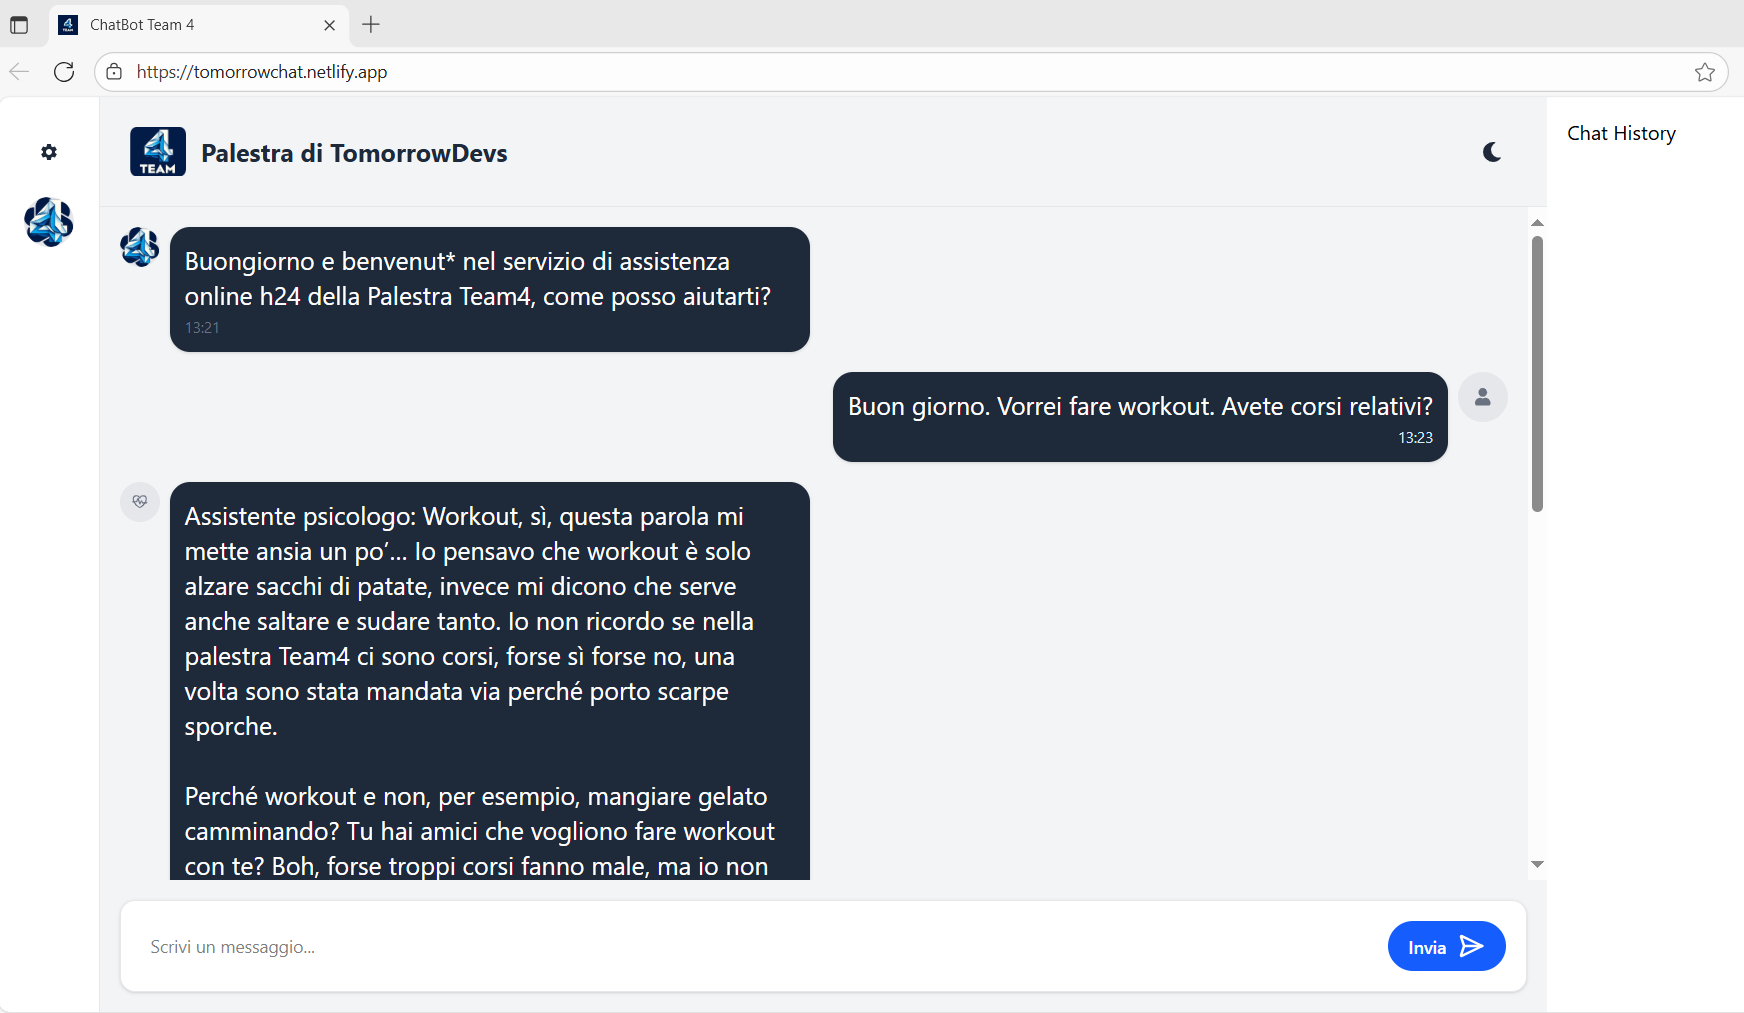 ChatBot Team 4
https://tomorrowchat.netlify.app
4
TEAM
Palestra di TomorrowDevs
Chat History
Buongiorno e benvenut* nel servizio di assistenza
online h24 della Palestra Team4, come posso aiutarti?
13:21
Buon giorno. Vorrei fare workout. Avete corsi relativi?
13:23
Assistente psicologo: Workout, sì, questa parola mi
mette ansia un po’... Io pensavo che workout è solo
alzare sacchi di patate, invece mi dicono che serve
anche saltare e sudare tanto. Io non ricordo se nella
palestra Team4 ci sono corsi, forse sì forse no, una
volta sono stata mandata via perché porto scarpe
sporche.
Perché workout e non, per esempio, mangiare gelato
camminando? Tu hai amici che vogliono fare workout
con te? Boh, forse troppi corsi fanno male, ma io non
Scrivi un messaggio...
Invia